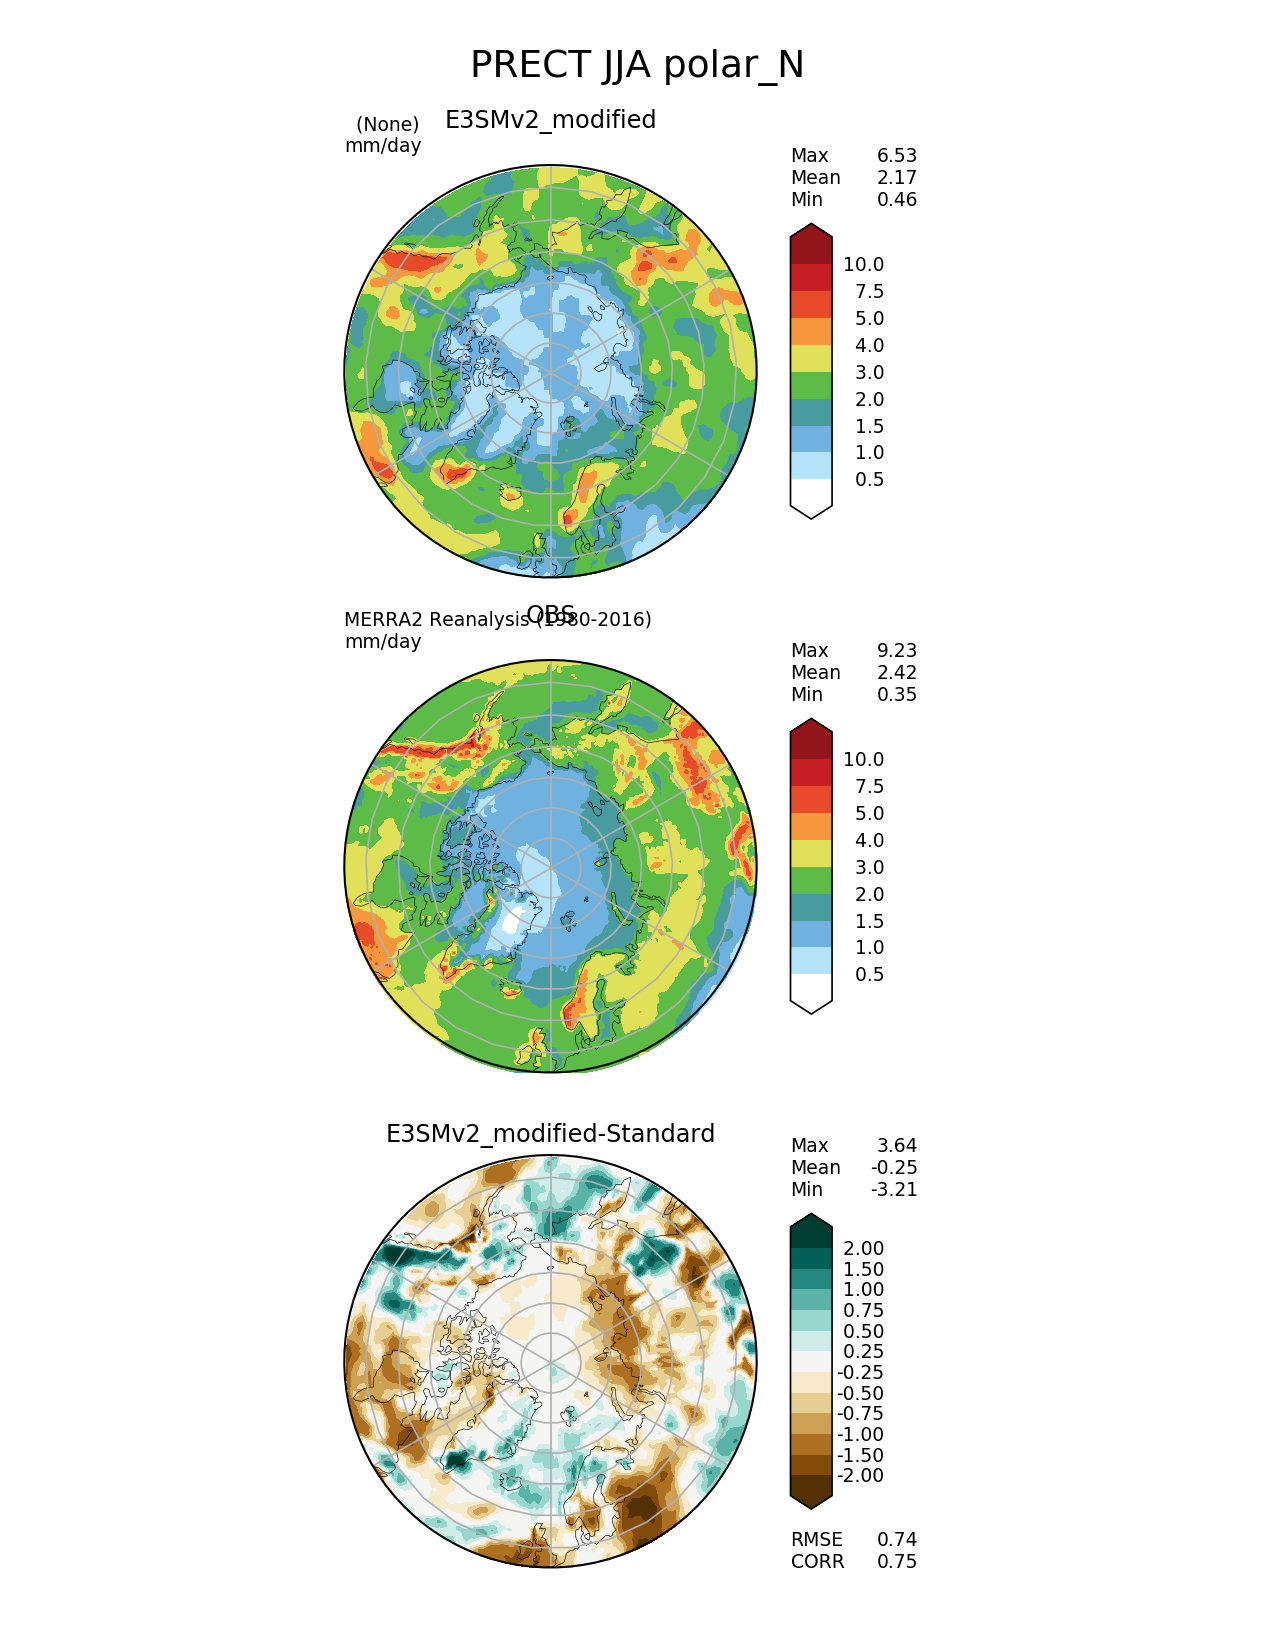 PRECT JJA polar_N
E3SMv2_modified
(None)
mm/day
Max 6.53
Mean 2.17
Min 0.46
10.0
7.5
5.0
4.0
3.0
2.0
1.5
1.0
0.5
OBS
MERRA2 Reanalysis (1980-2016)
mm/day
Max 9.23
Mean 2.42
Min 0.35
10.0
7.5
5.0
4.0
3.0
2.0
1.5
1.0
0.5
E3SMv2_modified-Standard
Max 3.64
Mean -0.25
Min -3.21
2.00
1.50
1.00
0.75
0.50
0.25
-0.25
-0.50
-0.75
-1.00
-1.50
-2.00
RMSE 0.74
CORR 0.75